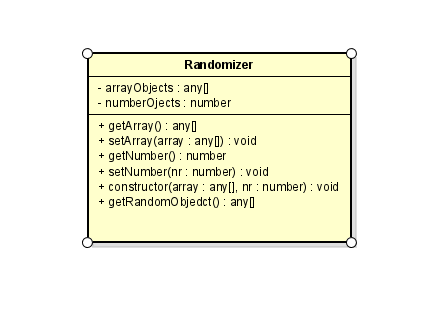 Randomizer
- arrayObjects : any[]
- numberOjects : number
+ getArray() : any[]
+ setArray(array : any[]) : void
+ getNumber() : number
+ setNumber(nr : number) : void
+ constructor(array : any[], nr : number) : void
+ getRandomObjedct() : any[]